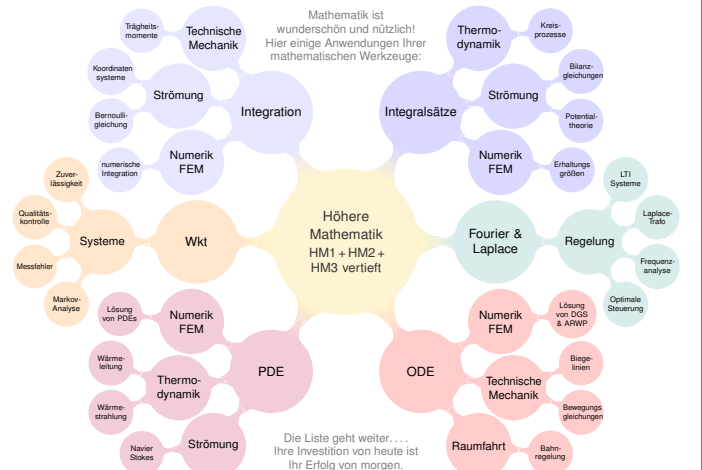 Mathematik ist
wunderschön und nützlich!
Hier einige Anwendungen Ihrer
mathematischen Werkzeuge:
Trägheits-
momente
Technische
Mechanik
Koordinaten
systeme
Strömung
Bernoulli-
gleichung
Integration
numerische
Integration
Numerik
FEM
Thermo-
dynamik
Kreis-
prozesse
Bilanz-
gleichungen
Integralsätze
Strömung
Potential-
theorie
Numerik
FEM
Erhaltungs
größen
Zuver-
lässigkeit
Qualitäts-
kontrolle
Systeme
Wkt
Messfehler
Markov-
Analyse
Höhere
Mathematik
HM1 + HM2 +
HM3 vertieft
Fourier &
Laplace
Regelung
LTI
Systeme
Laplace-
Trafo
Frequenz-
analyse
Optimale
Steuerung
Lösung
von PDEs
Numerik
FEM
Wärme-
leitung
Thermo-
dynamik
PDE
Wärme-
strahlung
Navier
Stokes
Strömung
Numerik
FEM
Lösung
von DGS
& ARWP
ODE
Technische
Mechanik
Biege-
linien
Bewegungs
gleichungen
Raumfahrt
Bahn-
regelung
Die Liste geht weiter. . . .
Ihre Investition von heute ist
Ihr Erfolg von morgen.